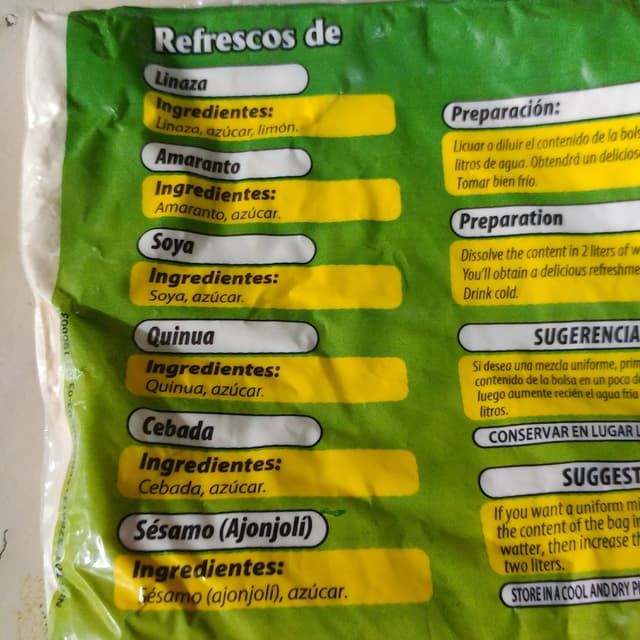 Refrescos de
Linaza
Ingredientes:
Linaza, azúcar, limón.
Amaranto
Ingredientes:
Amaranto, azúcar.
Soya
Ingredientes:
Soya, azúcar.
Quinua
Ingredientes:
Quinua, azúcar.
Cebada
Ingredientes:
Cebada, azúcar.
Sésamo (Ajonjolí)
Ingredientes:
Sésamo (ajonjolí), azúcar.
Preparación:
Licuar o diluir el contenido de la bols
litros de agua. Obtendrá un delicios
Tomar bien frío.
Preparation
Dissolve the content in 2 liters of w
You'll obtain a delicious refreshme
Drink cold.
SUGERENCIA
Si desea una mezcla uniforme, prim
contenido de la bolsa en un poco d
luego aumente recién el agua fría
litros.
CONSERVAR EN LUGAR L
SUGGEST
If you want a uniform mi
the content of the bag i
watter, then increase th
two liters.
STORE IN A COOL AND DRY P